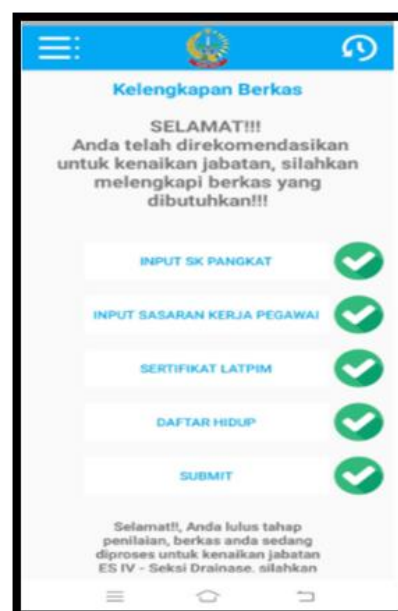 Kelengkapan Berkas
SELAMAT!!!
Anda telah direkomendasikan
untuk kenaikan jabatan, silahkan
melengkapi berkas yang
dibutuhkan!!!
INPUT SK PANGKAT
INPUT SASARAN KERJA PEGAWAI
SERTIFIKAT LATPIM
DAFTAR HIDUP
SUBMIT
Selamat!!, Anda lulus tahap
penilaian, berkas anda sedang
diproses untuk kenaikan jabatan
ES IV - Seksi Drainase. silahkan